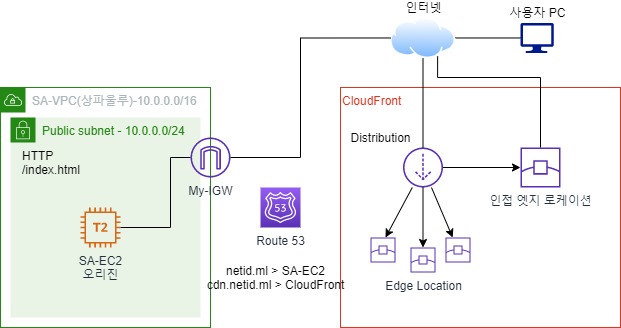 인터넷
사용자 PC
SA-VPC(상파울루)-10.0.0.0/16
CloudFront
Public subnet - 10.0.0.0/24
HTTP
/index.html
Distribution
My-IGW
인접 엣지 로케이션
53
T2
Route 53
SA-EC2
오리진
netid.ml > SA-EC2
cdn.netid.ml > CloudFront
Edge Location